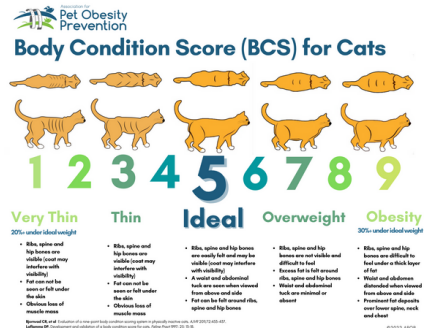 Association for
Pet Obesity
Prevention
Body Condition Score (BCS) for Cats
1 2 3 4 5 6 7 8 9
Very Thin
20%+ under ideal weight
• Ribs, spine and
hip bones are
visible (coat may
interfere with
visibility)
• Fat can not be
seen or felt under
the skin
• Obvious loss of
muscle mass
Thin
• Ribs, spine and
hip bones are
visible (coat may
interfere with
visibility)
• Fat can not be
seen or felt under
the skin
• Obvious loss of
muscle mass
Ideal
• Ribs, spine and hip bones
are easily felt and may be
visible (coat may interfere
with visibility)
• A waist and abdominal
tuck are seen when viewed
from above and side
• Fat can be felt around ribs,
spine and hip bones
Overweight
• Ribs, spine and hip bones
are not visible and
difficult to feel
• Excess fat is felt around
ribs, spine and hip bones
• Waist and abdominal
tuck are minimal or
absent
Obesity
30%+ under ideal weight
• Ribs, spine and hip
bones are difficult to
feel under a thick layer
of fat
• Waist and abdomen
distended when viewed
from above and side
• Prominent fat deposits
over lower spine, neck
and chest